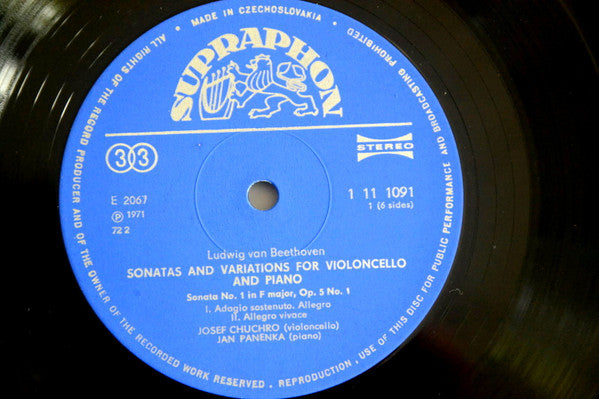 ALL RIGHTS OF THE RECORD PRODUCER AND OF THE OWNER OF THE RECORDED WORK RESERVED . REPRODUCTION , USE OF THIS DISC FOR PUBLIC PERFORMANCE AND BROADCASTING PROHIBITED
• MADE IN CZECHOSLOVAKIA •
SUPRAPHON
33
STEREO
E 2067
1 11 1091
Ⓟ 1971
1 (6 sides)
72 2
Ludwig van Beethoven
SONATAS AND VARIATIONS FOR VIOLONCELLO
AND PIANO
Sonata No. 1 in F major, Op. 5 No. 1
I. Adagio sostenuto. Allegro
II. Allegro vivace
JOSEF CHUCHRO (violoncello)
JAN PANENKA (piano)